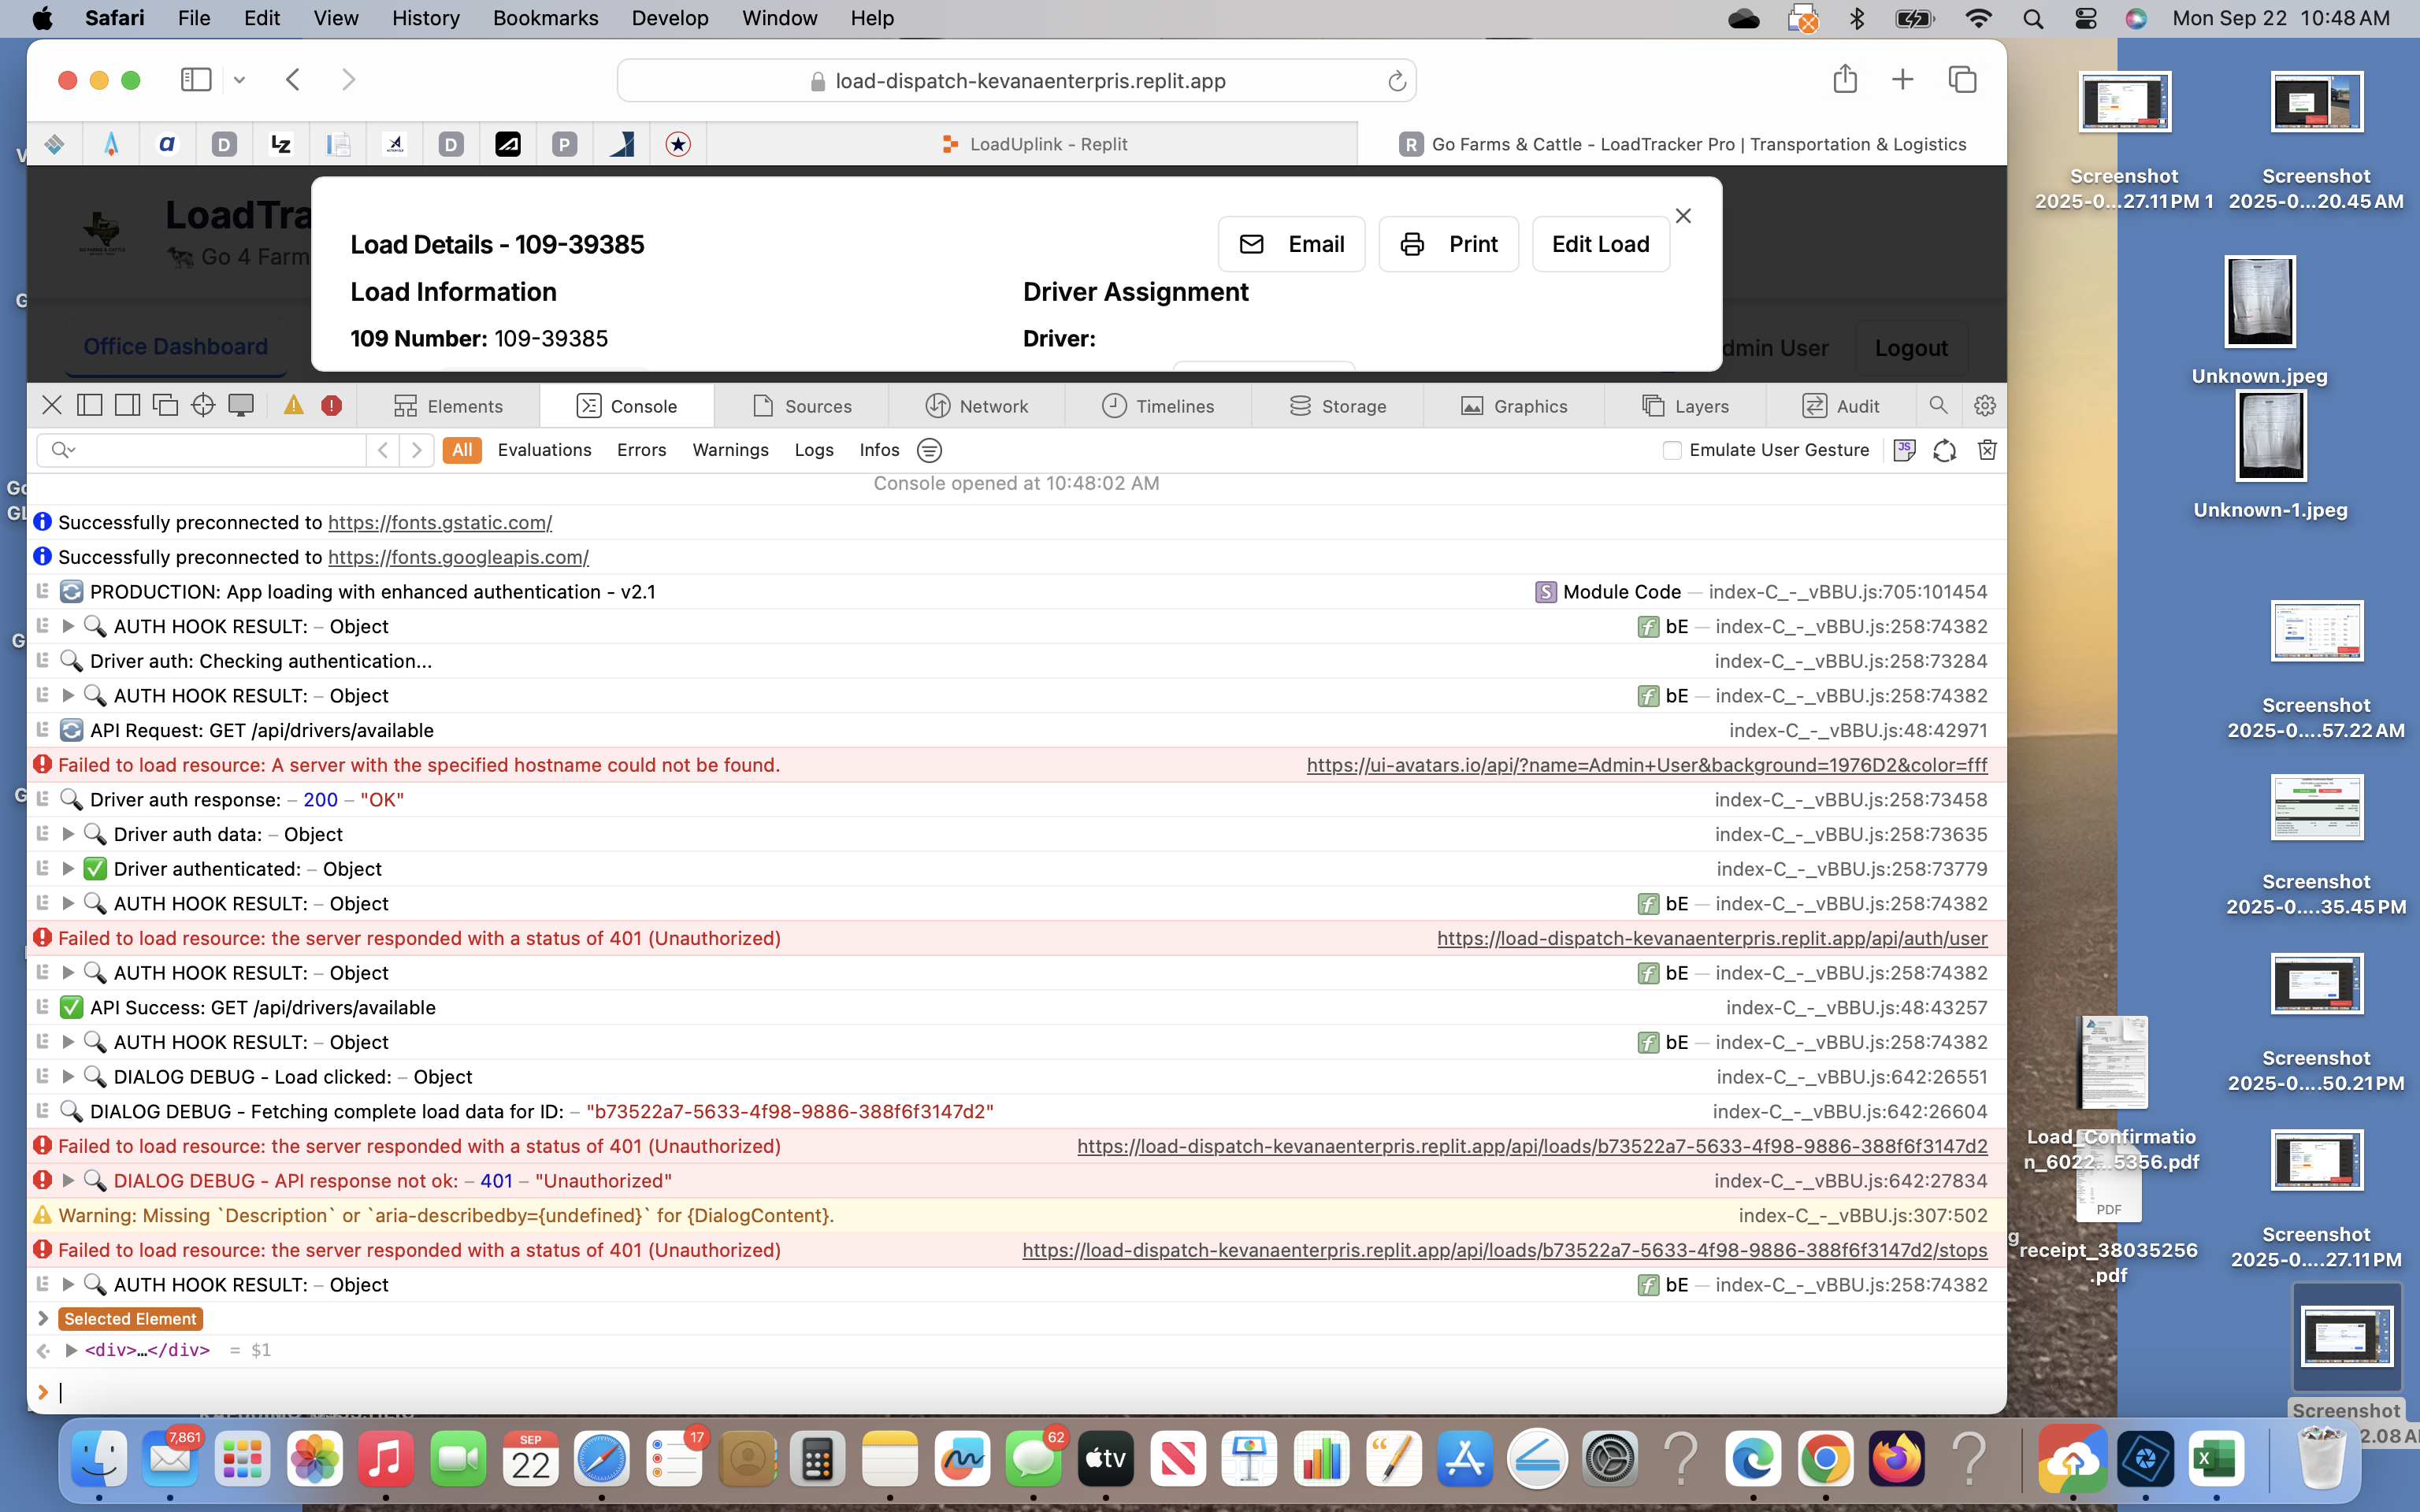 Safari File Edit View History Bookmarks Develop Window Help Mon Sep 22 10:48 AM
load-dispatch-kevanaenterpris.replit.app
LoadUplink - Replit
Go Farms & Cattle - LoadTracker Pro | Transportation & Logistics
LoadTra
Go 4 Farm
Office Dashboard
dmin User
Logout
Load Details - 109-39385
Email
Print
Edit Load
Load Information
Driver Assignment
109 Number: 109-39385
Driver:
Elements Console Sources Network Timelines Storage Graphics Layers Audit
All Evaluations Errors Warnings Logs Infos Emulate User Gesture
Console opened at 10:48:02 AM
Successfully preconnected to https://fonts.gstatic.com/
Successfully preconnected to https://fonts.googleapis.com/
PRODUCTION: App loading with enhanced authentication - v2.1 Module Code — index-C_-_vBBU.js:705:101454
AUTH HOOK RESULT: – Object bE — index-C_-_vBBU.js:258:74382
Driver auth: Checking authentication... index-C_-_vBBU.js:258:73284
AUTH HOOK RESULT: – Object bE — index-C_-_vBBU.js:258:74382
API Request: GET /api/drivers/available index-C_-_vBBU.js:48:42971
Failed to load resource: A server with the specified hostname could not be found. https://ui-avatars.io/api/?name=Admin+User&background=1976D2&color=fff
Driver auth response: – 200 – "OK" index-C_-_vBBU.js:258:73458
Driver auth data: – Object index-C_-_vBBU.js:258:73635
Driver authenticated: – Object index-C_-_vBBU.js:258:73779
AUTH HOOK RESULT: – Object bE — index-C_-_vBBU.js:258:74382
Failed to load resource: the server responded with a status of 401 (Unauthorized) https://load-dispatch-kevanaenterpris.replit.app/api/auth/user
AUTH HOOK RESULT: – Object bE — index-C_-_vBBU.js:258:74382
API Success: GET /api/drivers/available index-C_-_vBBU.js:48:43257
AUTH HOOK RESULT: – Object bE — index-C_-_vBBU.js:258:74382
DIALOG DEBUG - Load clicked: – Object index-C_-_vBBU.js:642:26551
DIALOG DEBUG - Fetching complete load data for ID: – "b73522a7-5633-4f98-9886-388f6f3147d2" index-C_-_vBBU.js:642:26604
Failed to load resource: the server responded with a status of 401 (Unauthorized) https://load-dispatch-kevanaenterpris.replit.app/api/loads/b73522a7-5633-4f98-9886-388f6f3147d2
DIALOG DEBUG - API response not ok: – 401 – "Unauthorized" index-C_-_vBBU.js:642:27834
Warning: Missing `Description` or `aria-describedby={undefined}` for {DialogContent}. index-C_-_vBBU.js:307:502
Failed to load resource: the server responded with a status of 401 (Unauthorized) https://load-dispatch-kevanaenterpris.replit.app/api/loads/b73522a7-5633-4f98-9886-388f6f3147d2/stops
AUTH HOOK RESULT: – Object bE — index-C_-_vBBU.js:258:74382
Selected Element
<div>…</div> = $1
Screenshot
2025-0...27.11 PM 1
Screenshot
2025-0...20.45 AM
Unknown.jpeg
Unknown-1.jpeg
Screenshot
2025-0....57.22 AM
Screenshot
2025-0....35.45 PM
Screenshot
2025-0....50.21 PM
Load_Confirmatio
n_6022...5356.pdf
PDF
receipt_38035256
.pdf
Screenshot
2025-0....27.11 PM
Screenshot
7,861
SEP
22
17
62
tv